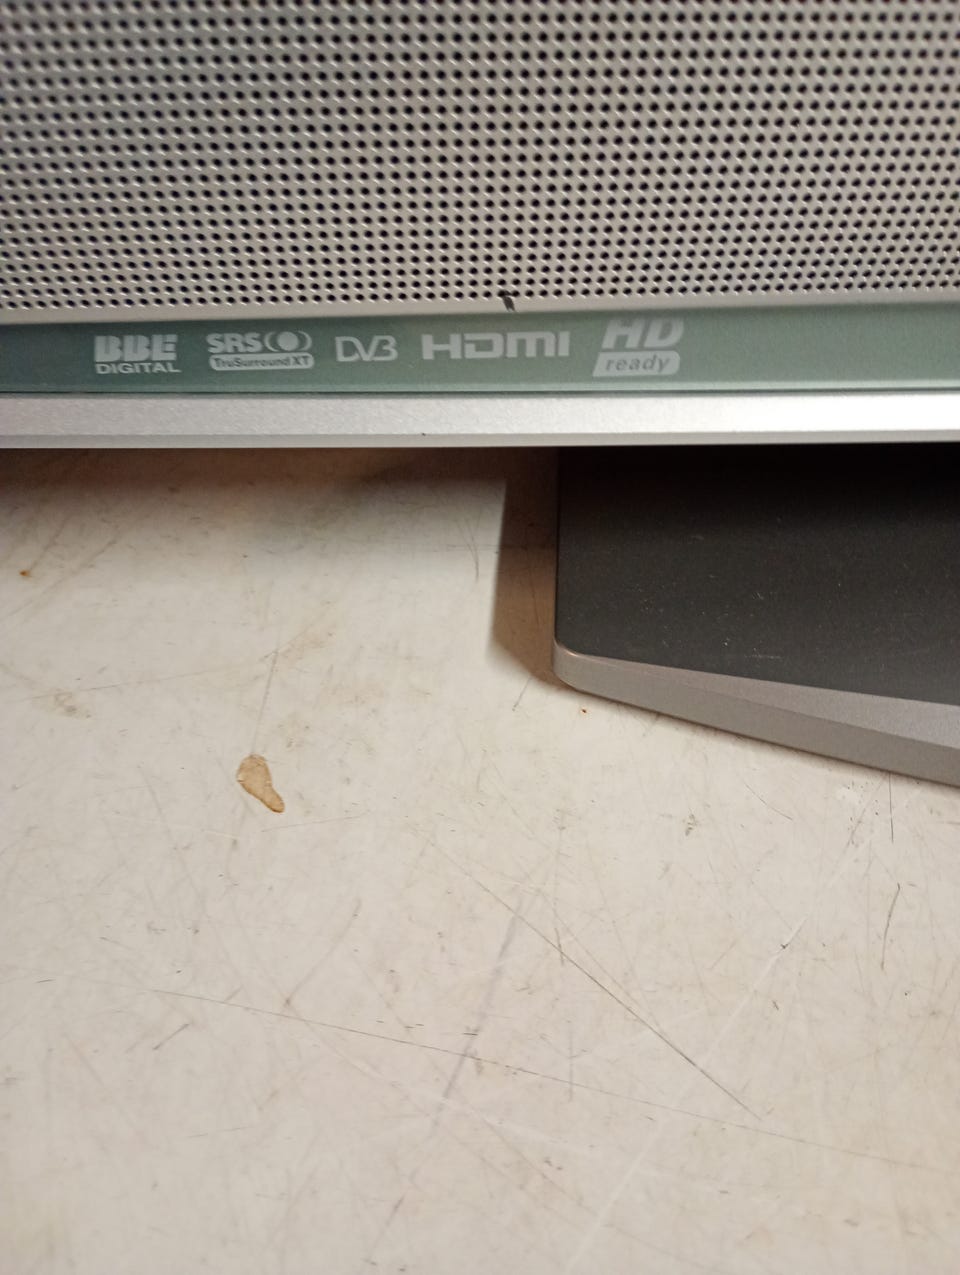 BBE DIGITAL
SRS TruSurround XT
DVB
HDMI
HD ready